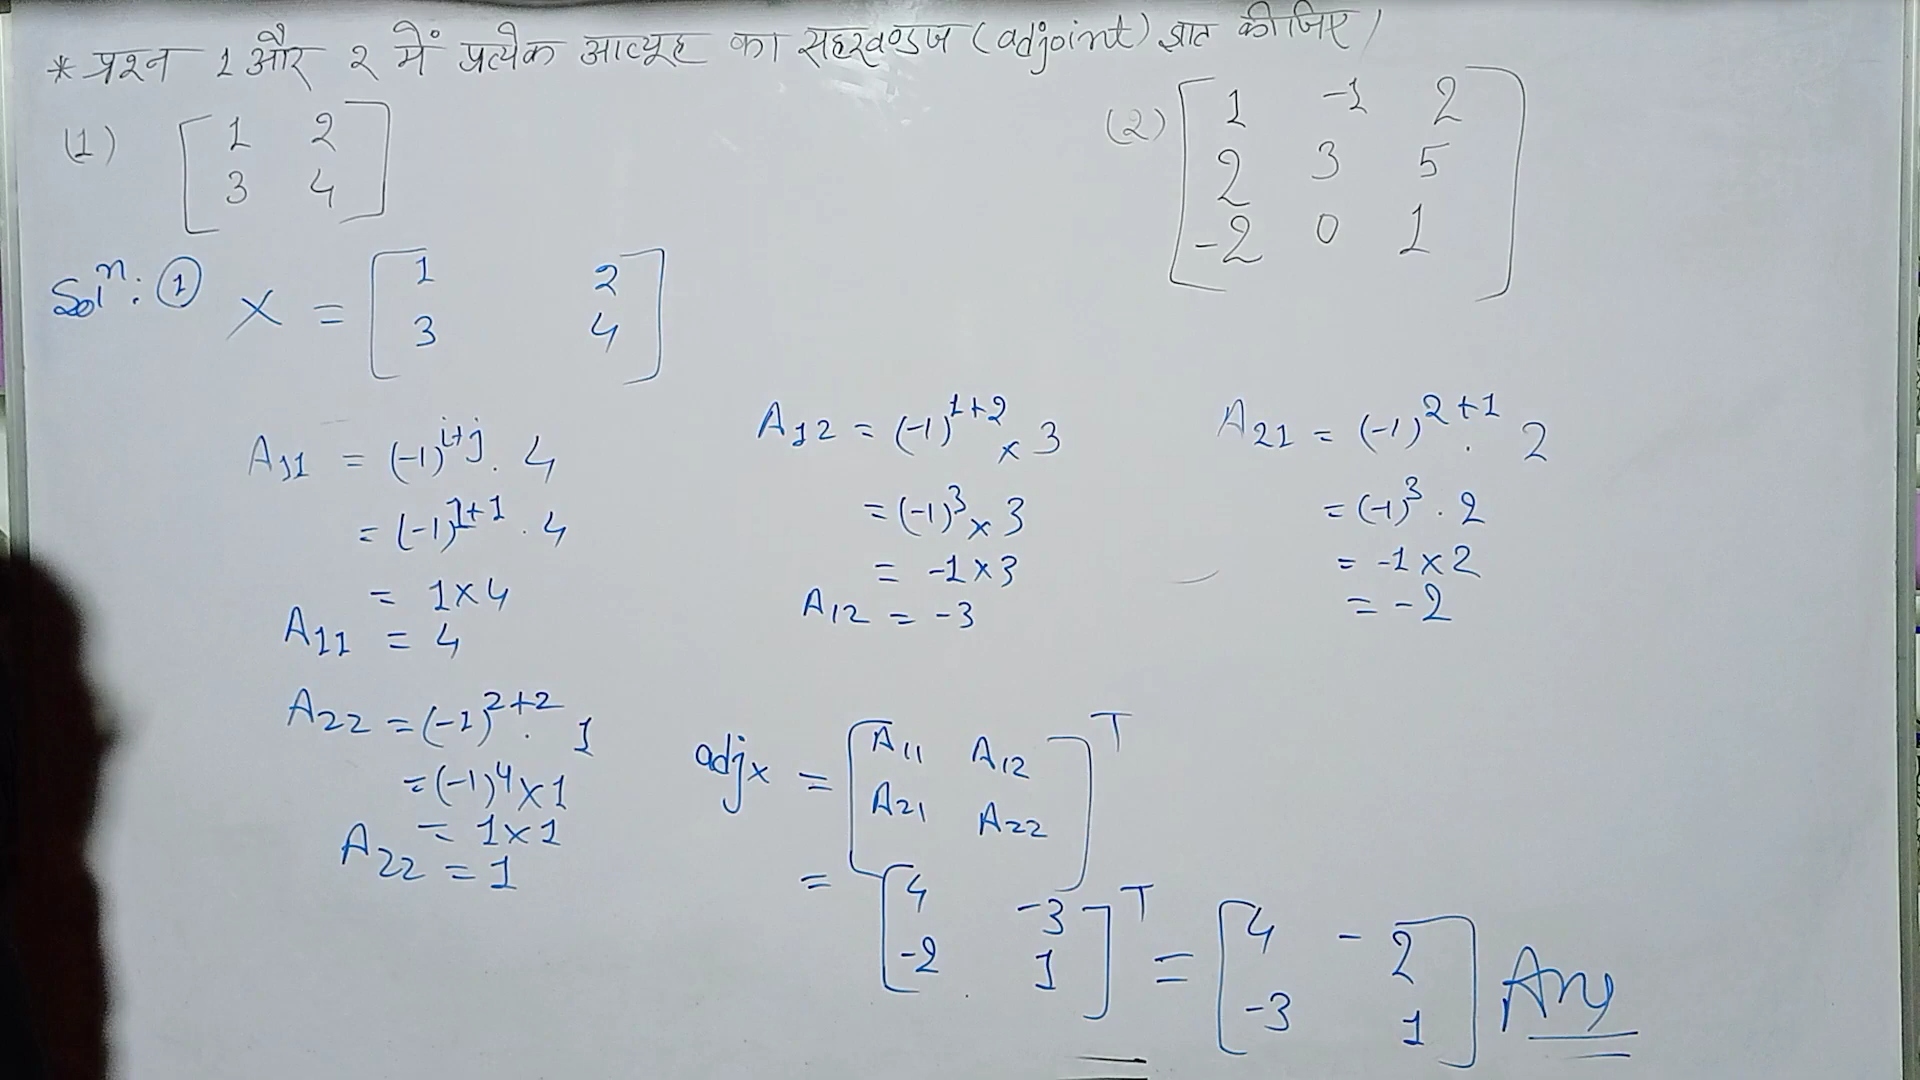 * प्रश्न 1 और 2 में प्रत्येक आव्यूह का सहखण्डज (adjoint) ज्ञात कीजिए।
(1) [1 2
3 4]
(2) [1 -1 2
2 3 5
-2 0 1]
Solⁿ: ① X = [1 2
3 4]
A11 = (-1)^i+j . 4
= (-1)^1+1 . 4
= 1×4
A11 = 4
A12 = (-1)^1+2 × 3
= (-1)^3 × 3
= -1×3
A12 = -3
A21 = (-1)^2+1 . 2
= (-1)^3 . 2
= -1×2
= -2
A22 = (-1)^2+2 . 1
= (-1)^4 × 1
= 1×1
A22 = 1
adjx = [A11 A12
A21 A22]^T
= [4 -3
-2 1]^T = [4 -2
-3 1] Ans